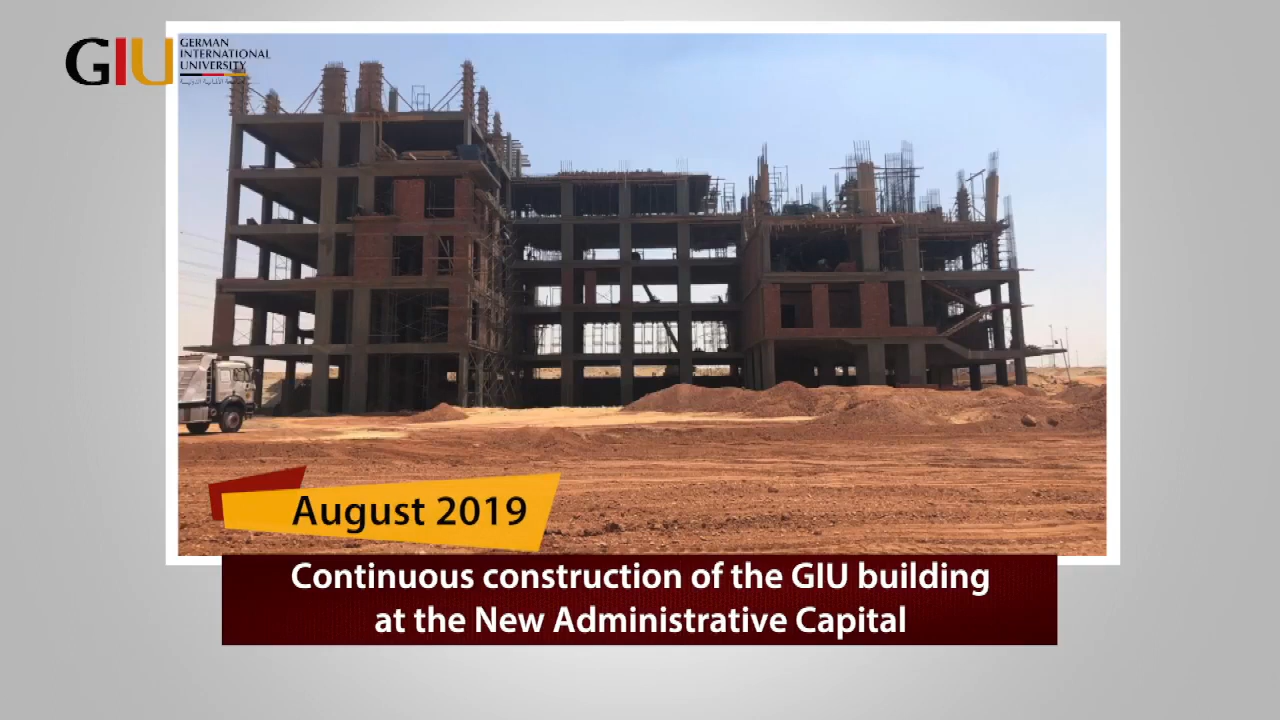 GIU
GERMAN
INTERNATIONAL
UNIVERSITY
August 2019
Continuous construction of the GIU building
at the New Administrative Capital